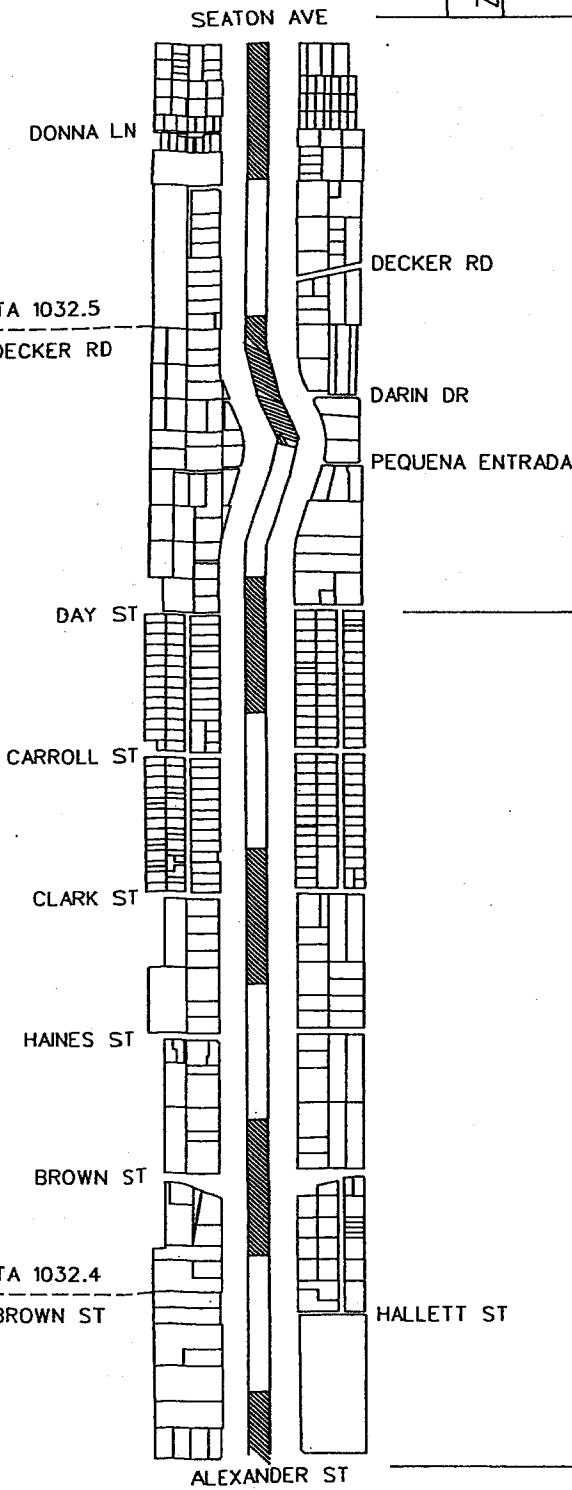 SEATON AVE
DONNA LN
DECKER RD
TA 1032.5
DECKER RD
DARIN DR
PEQUENA ENTRADA
DAY ST
CARROLL ST
CLARK ST
HAINES ST
BROWN ST
TA 1032.4
BROWN ST
HALLETT ST
ALEXANDER ST